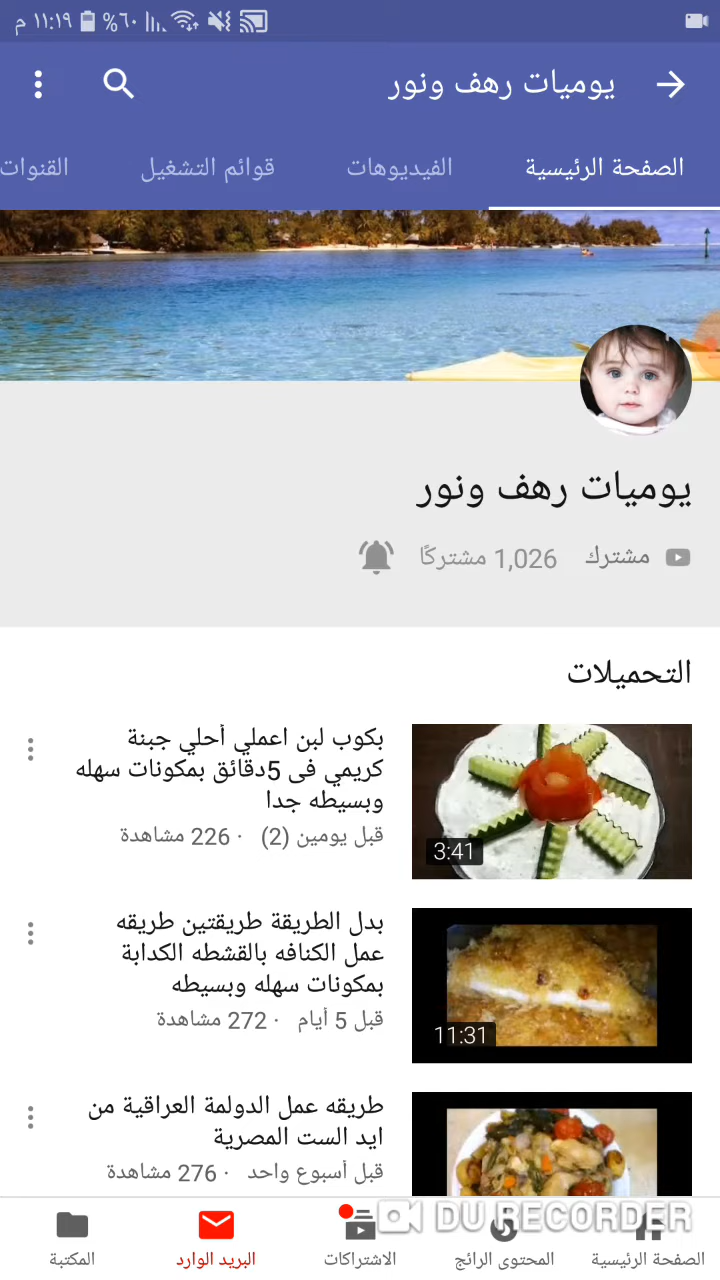 ١١:١٩ م %٦٠
يوميات رهف ونور
الصفحة الرئيسية الفيديوهات قوائم التشغيل القنوات
يوميات رهف ونور
مشترك 1,026 مشتركًا
التحميلات
بكوب لبن اعملي أحلي جبنة
كريمي فى 5دقائق بمكونات سهله
وبسيطه جدا
قبل يومين (2) · 226 مشاهدة
3:41
بدل الطريقة طريقتين طريقه
عمل الكنافه بالقشطه الكدابة
بمكونات سهله وبسيطه
قبل 5 أيام · 272 مشاهدة
11:31
طريقه عمل الدولمة العراقية من
ايد الست المصرية
قبل أسبوع واحد · 276 مشاهدة
DU RECORDER
الصفحة الرئيسية المحتوى الرائج الاشتراكات البريد الوارد المكتبة